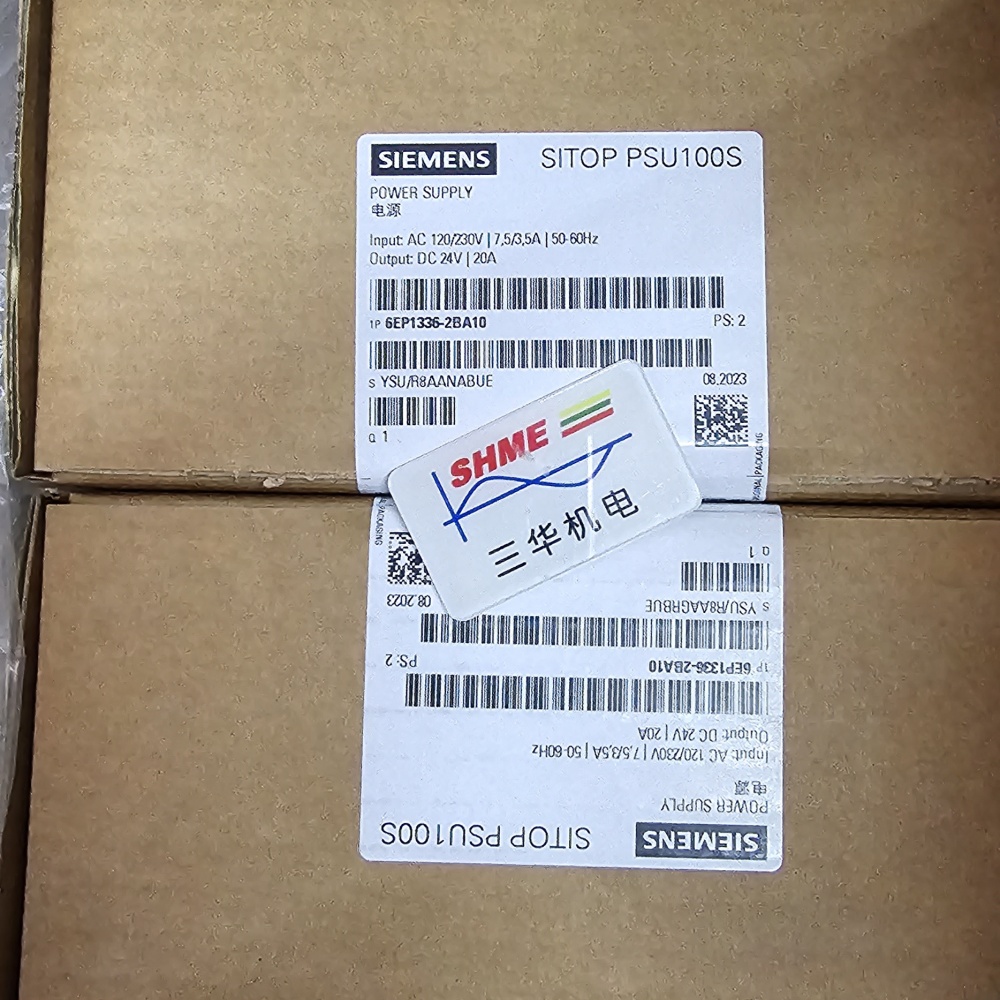 SIEMENS SITOP PSU100S
POWER SUPPLY
电源
Input: AC 120/230V | 7,5/3,5A | 50-60Hz
Output: DC 24V | 20A
1P 6EP1336-2BA10 PS: 2
S YSU/R8AANABUE 08.2023
Q 1
SHME
三华机电
PACKAGING
Q 1
S YSU/R8AAGRBUE 08.2023
1P 6EP1336-2BA10 PS: 2
Output: DC 24V | 20A
Input: AC 120/230V | 7,5/3,5A | 50-60Hz
电源
POWER SUPPLY
SIEMENS SITOP PSU100S